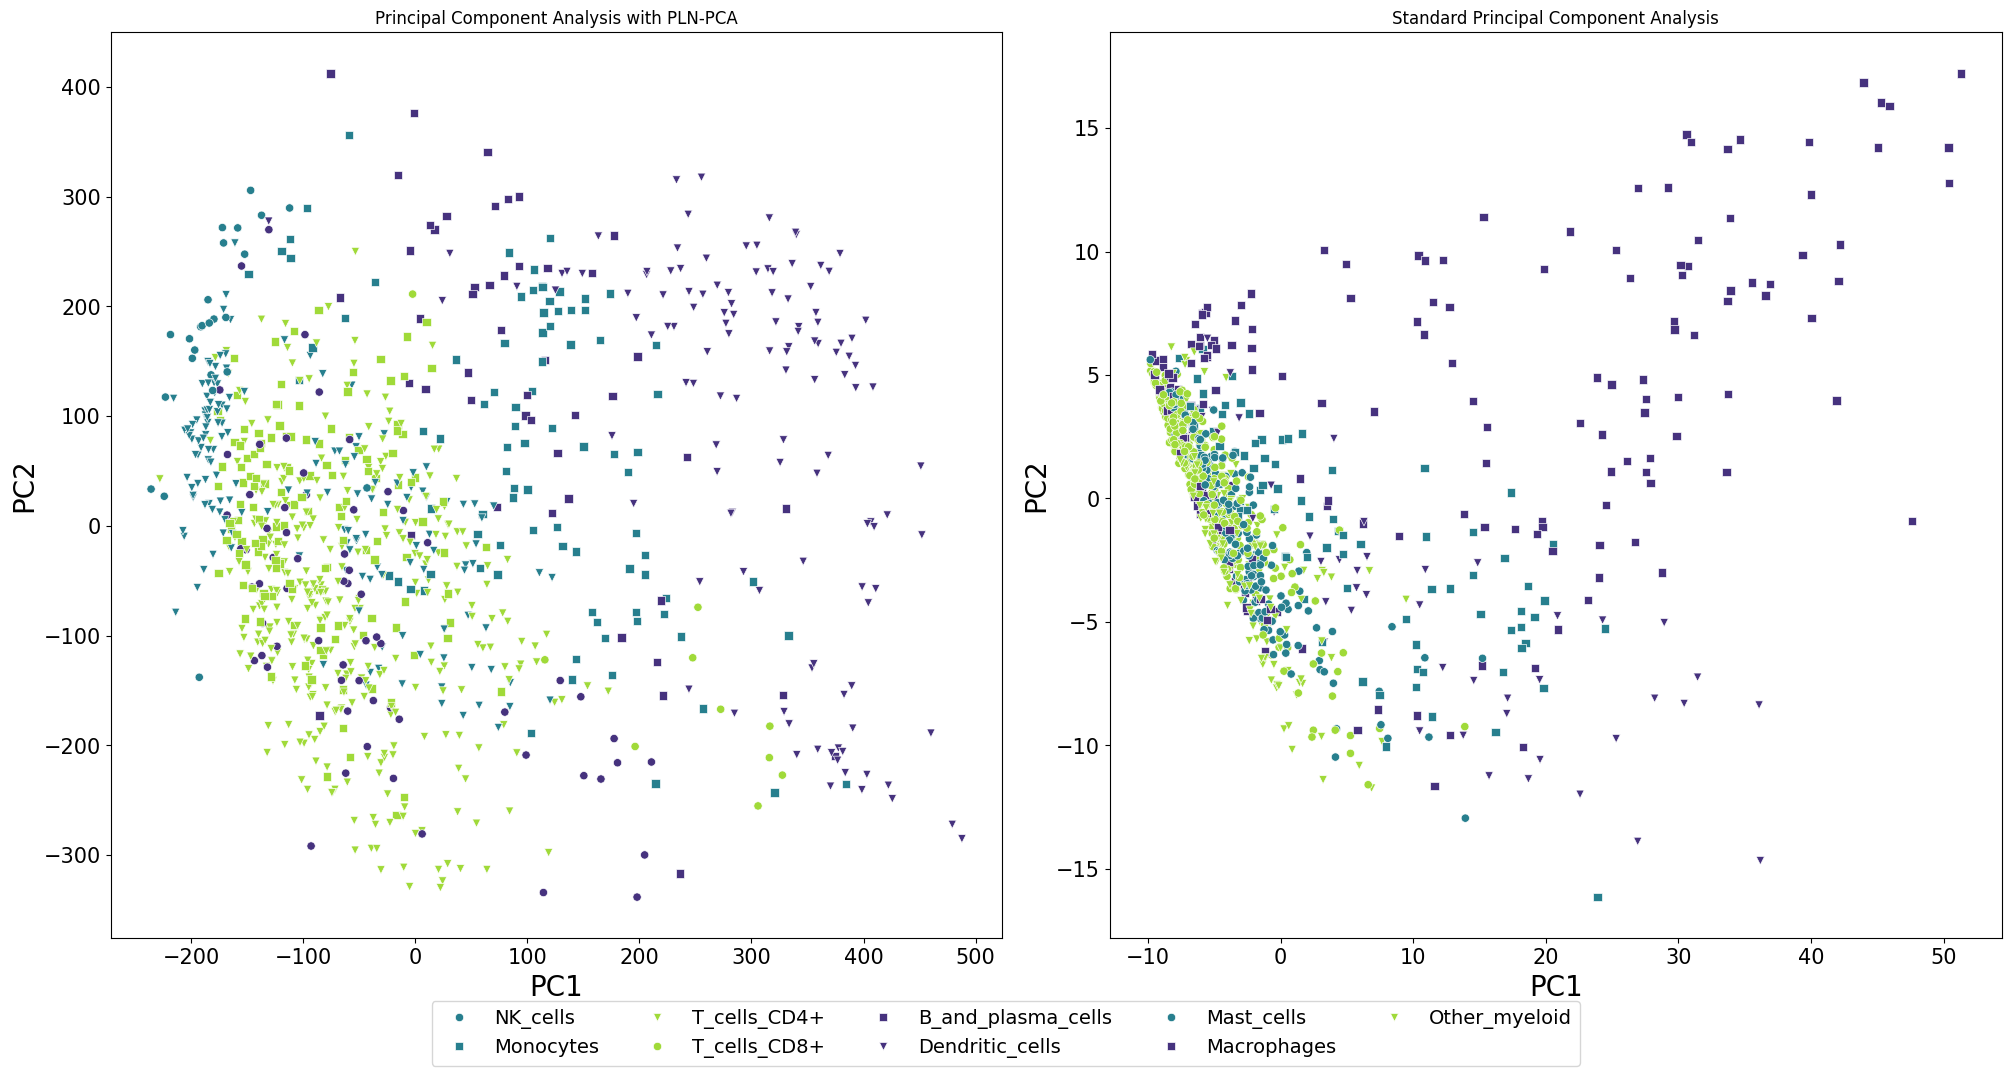 Principal Component Analysis with PLN-PCA
Standard Principal Component Analysis
400
300
200
100
0
−100
−200
−300
PC2
−200 −100 0 100 200 300 400 500
PC1
15
10
5
0
−5
−10
−15
PC2
−10 0 10 20 30 40 50
PC1
NK_cells T_cells_CD4+ B_and_plasma_cells Mast_cells Other_myeloid
Monocytes T_cells_CD8+ Dendritic_cells Macrophages